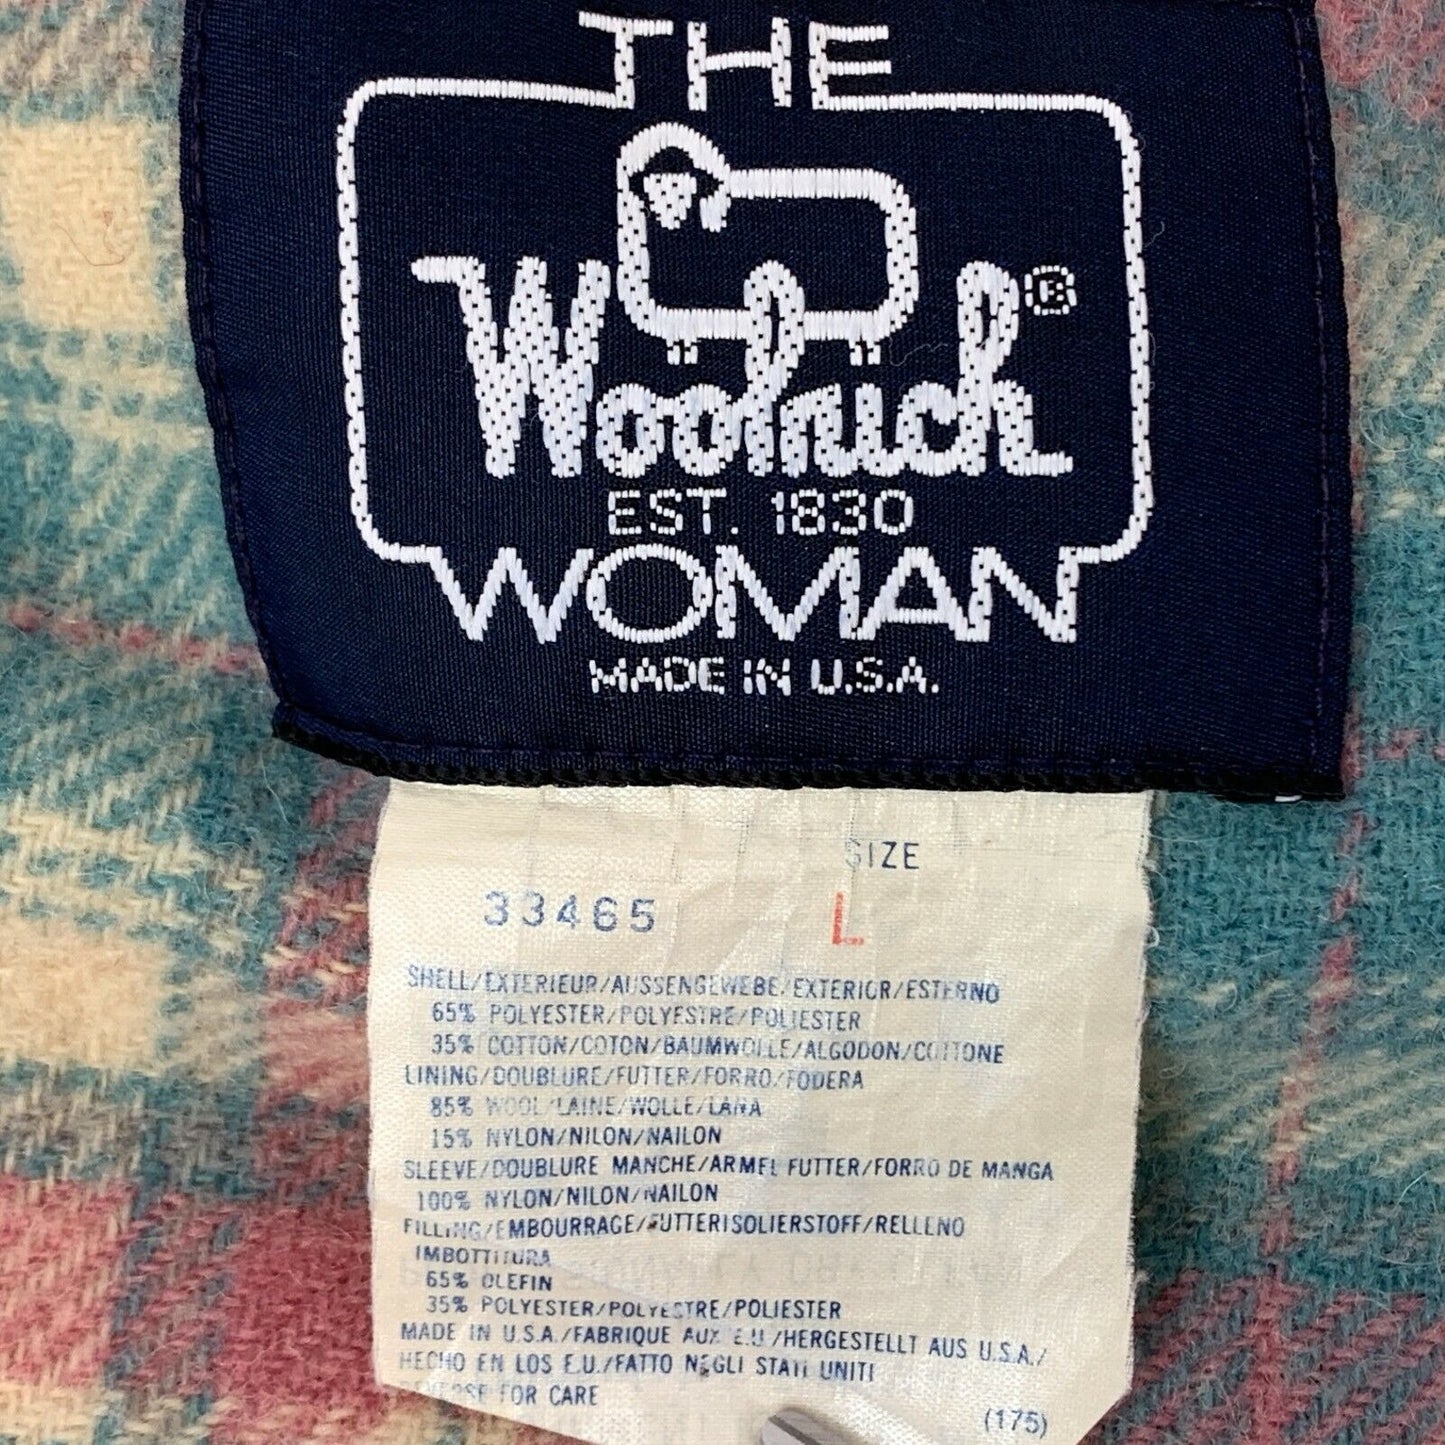 THE
Woolrich®
EST. 1830
WOMAN
MADE IN U.S.A.
SIZE
33465 L
SHELL/EXTERIEUR/AUSSENGEWEBE/EXTERIOR/ESTERNO
65% POLYESTER/POLYESTRE/POLIESTER
35% COTTON/COTON/BAUMWOLLE/ALGODON/COTTONE
LINING/DOUBLURE/FUTTER/FORRO/FODERA
85% WOOL/LAINE/WOLLE/LANA
15% NYLON/NILON/NAILON
SLEEVE/DOUBLURE MANCHE/ARMEL FUTTER/FORRO DE MANGA
100% NYLON/NILON/NAILON
FILLING/EMBOURRAGE/FUTTERISOLIERSTOFF/RELLENO
IMBOTTITURA
65% OLEFIN
35% POLYESTER/POLYESTRE/POLIESTER
MADE IN U.S.A./FABRIQUE AUX E.U./HERGESTELLT AUS U.S.A./
HECHO EN LOS E.U./FATTO NEGLI STATI UNITI
REVERSE FOR CARE
(175)